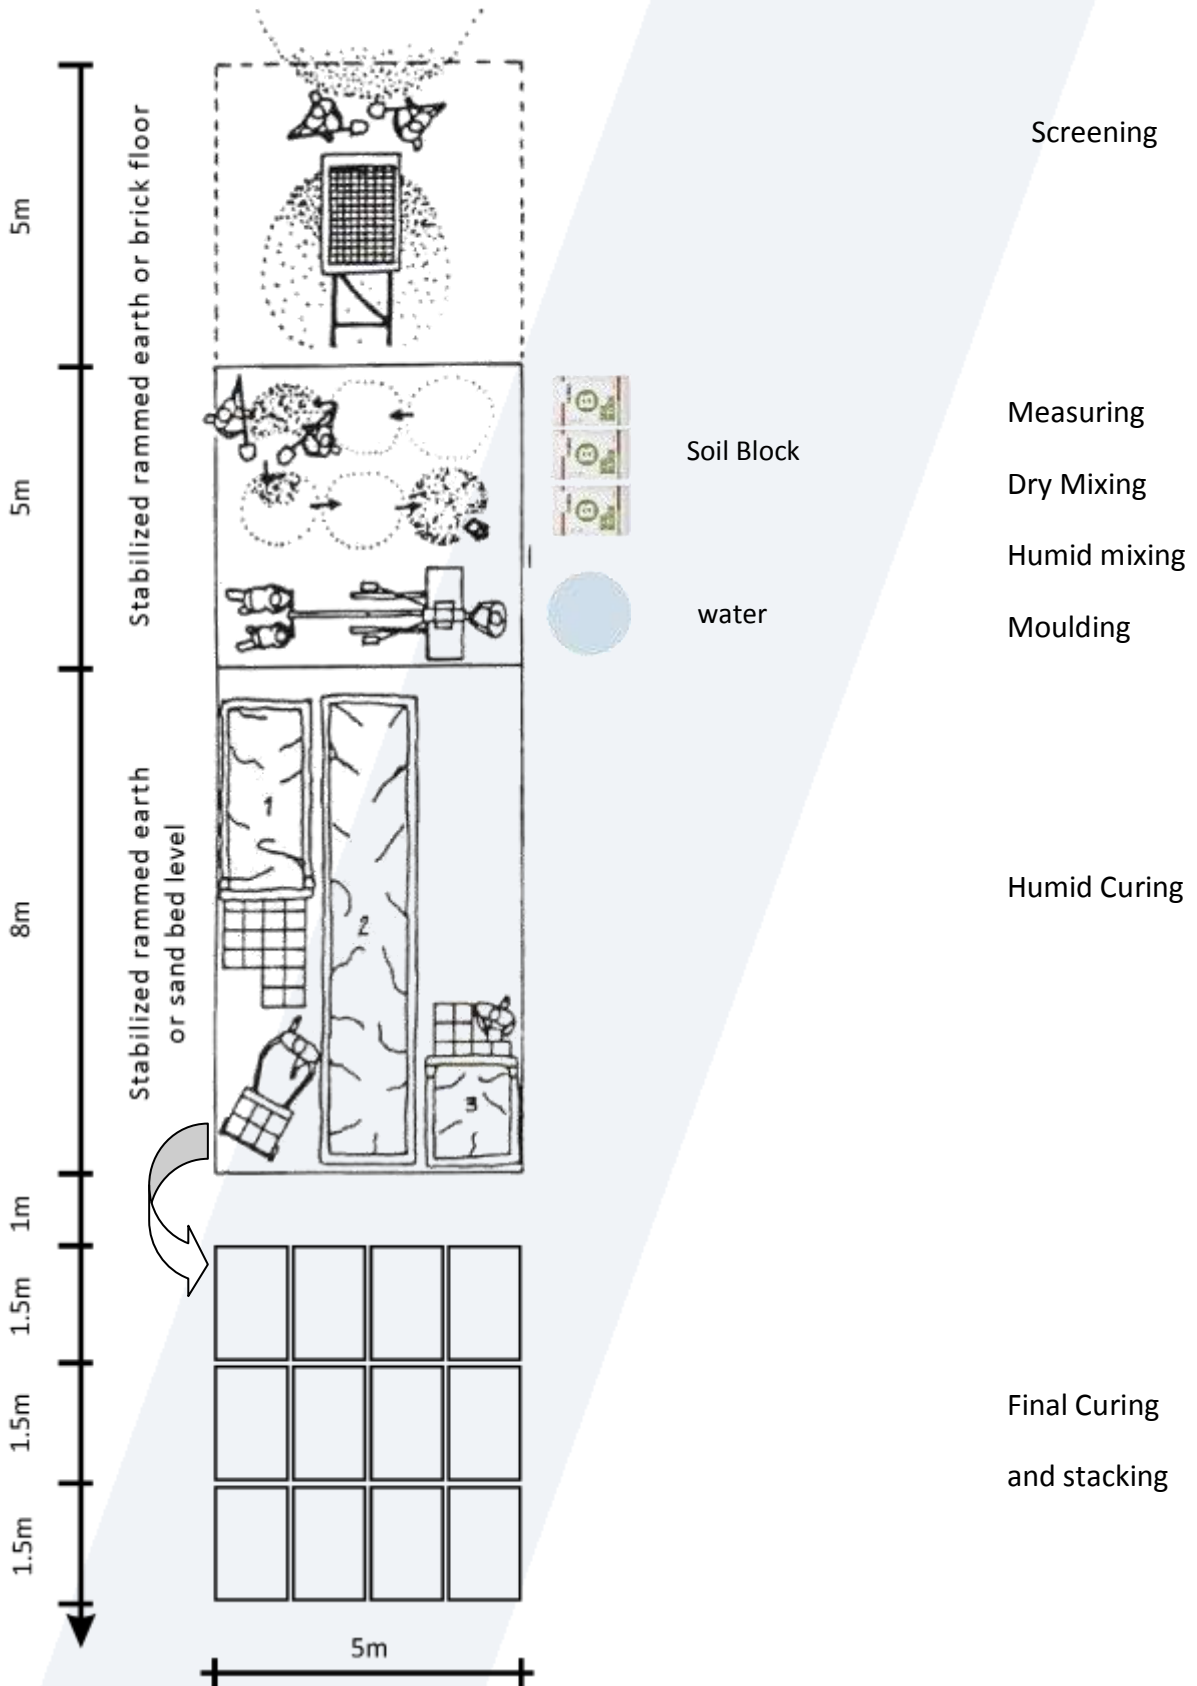 Screening
5m
Stabilized rammed earth or brick floor
Measuring
Soil Block
Dry Mixing
5m
Humid mixing
water
Moulding
1
Stabilized rammed earth
or sand bed level
Humid Curing
8m
2
3
1m
1.5m
1.5m
Final Curing
and stacking
1.5m
5m